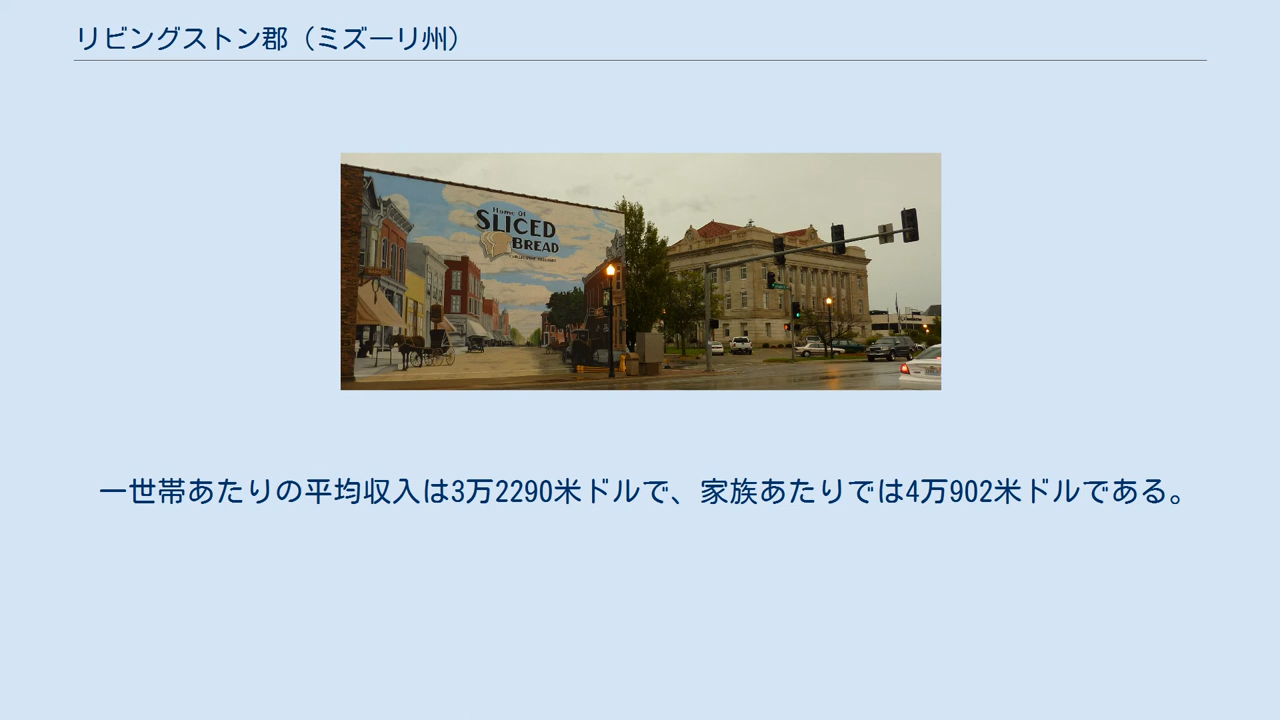 リビングストン郡（ミズーリ州）
Home Of
SLICED
BREAD
一世帯あたりの平均収入は3万2290米ドルで、家族あたりでは4万902米ドルである。